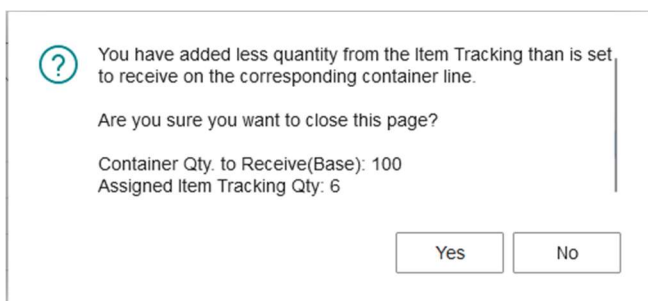 You have added less quantity from the Item Tracking than is set
to receive on the corresponding container line.
Are you sure you want to close this page?
Container Qty. to Receive(Base): 100
Assigned Item Tracking Qty: 6
Yes No